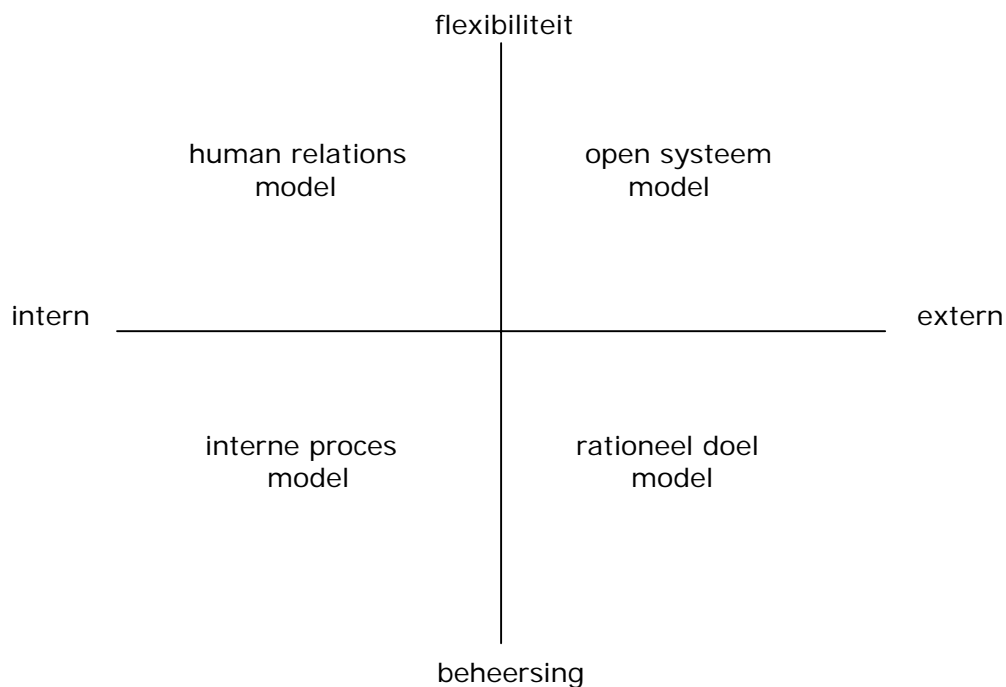 flexibiliteit
human relations
model
open systeem
model
intern
extern
interne proces
model
rationeel doel
model
beheersing